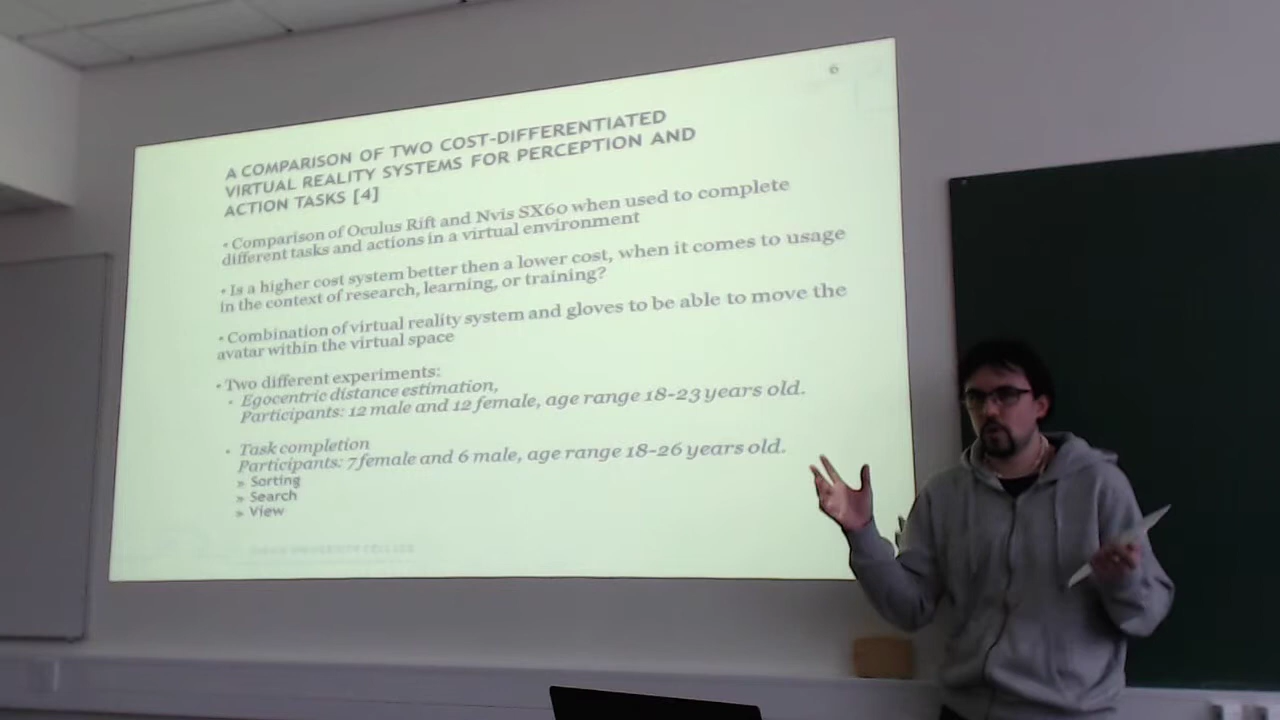 6
A COMPARISON OF TWO COST-DIFFERENTIATED
VIRTUAL REALITY SYSTEMS FOR PERCEPTION AND
ACTION TASKS [4]
• Comparison of Oculus Rift and Nvis SX60 when used to complete
different tasks and actions in a virtual environment
• Is a higher cost system better then a lower cost, when it comes to usage
in the context of research, learning, or training?
• Combination of virtual reality system and gloves to be able to move the
avatar within the virtual space
• Two different experiments:
• Egocentric distance estimation,
Participants: 12 male and 12 female, age range 18-23 years old.
• Task completion
Participants: 7 female and 6 male, age range 18-26 years old.
» Sorting
» Search
» View
UNIVERSITY COLLEGE